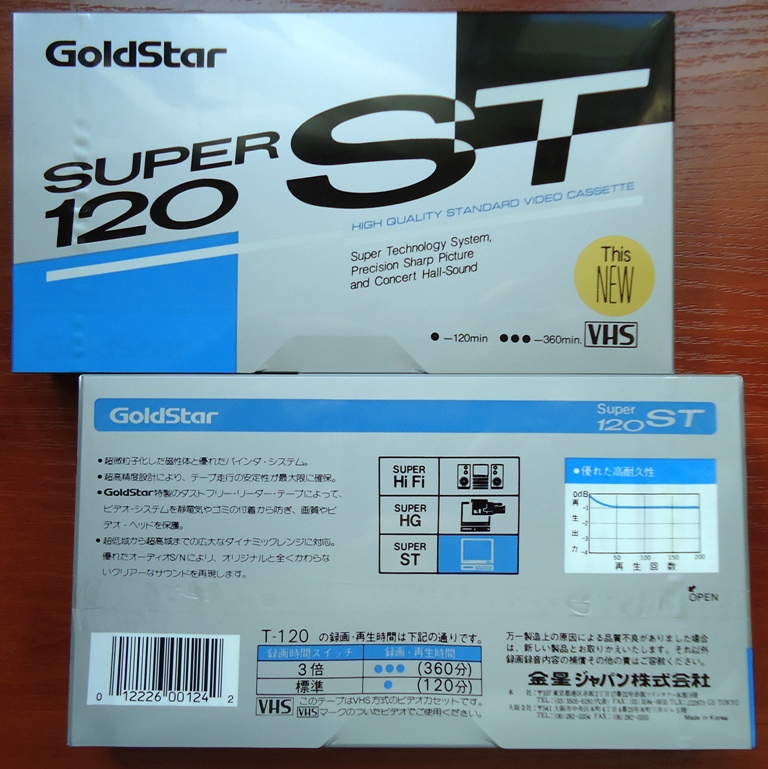 GoldStar
SUPER
120
ST
HIGH QUALITY STANDARD VIDEO CASSETTE
Super Technology System,
Precision Sharp Picture
and Concert Hall-Sound
This
NEW
●—120min ●●●—360min. VHS
GoldStar
Super
120 ST
●超微粒子化した磁性体と優れたバインダ・システム。
●超高精度設計により、テープ走行の安定性が最大限に確保。
●GoldStar特製のダストフリー・リーダー・テープによって、
ビデオ・システムを静電気やゴミの付着から防ぎ、画質やビ
デオ・ヘッドを保護。
●超低域から超高域までの広大なダイナミックレンジに対応。
優れたオーディオS/Nにより、オリジナルと全くかわらな
いクリアーなサウンドを再現します。
SUPER
Hi Fi
SUPER
HG
SUPER
ST
●優れた高耐久性
0dB
再生出力
-1
-2
-3
-4
50 100 150 200
再生回数
OPEN
0 12226 00124 2
T-120 の録画・再生時間は下記の通りです。
録画時間スイッチ 録画・再生時間
3倍 ●●● (360分)
標準 ● (120分)
VHS このテープはVHS方式のビデオカセットです。
VHSマークのついたビデオでご使用ください。
万一製造上の原因による品質不良がありました場合
は、新しい製品とお取りかえいたします。それ以外
録画録音内容の補償その他の責はご容赦ください。
金星ジャパン株式会社
Made in Korea